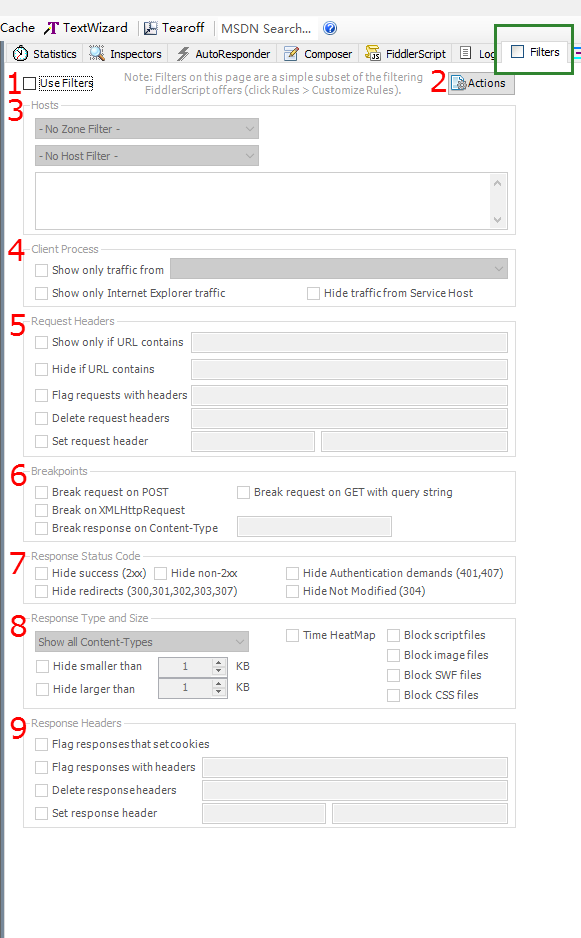 Cache TextWizard Tearoff MSDN Search...
Statistics Inspectors AutoResponder Composer FiddlerScript Log Filters
1 Use Filters Note: Filters on this page are a simple subset of the filtering
FiddlerScript offers (click Rules > Customize Rules).
2 Actions
3 Hosts
- No Zone Filter -
- No Host Filter -
4 Client Process
Show only traffic from
Show only Internet Explorer traffic Hide traffic from Service Host
5 Request Headers
Show only if URL contains
Hide if URL contains
Flag requests with headers
Delete request headers
Set request header
6 Breakpoints
Break request on POST Break request on GET with query string
Break on XMLHttpRequest
Break response on Content-Type
7 Response Status Code
Hide success (2xx) Hide non-2xx Hide Authentication demands (401,407)
Hide redirects (300,301,302,303,307) Hide Not Modified (304)
8 Response Type and Size
Show all Content-Types Time HeatMap Block script files
Block image files
Hide smaller than 1 KB
Block SWF files
Hide larger than 1 KB
Block CSS files
9 Response Headers
Flag responses that set cookies
Flag responses with headers
Delete response headers
Set response header